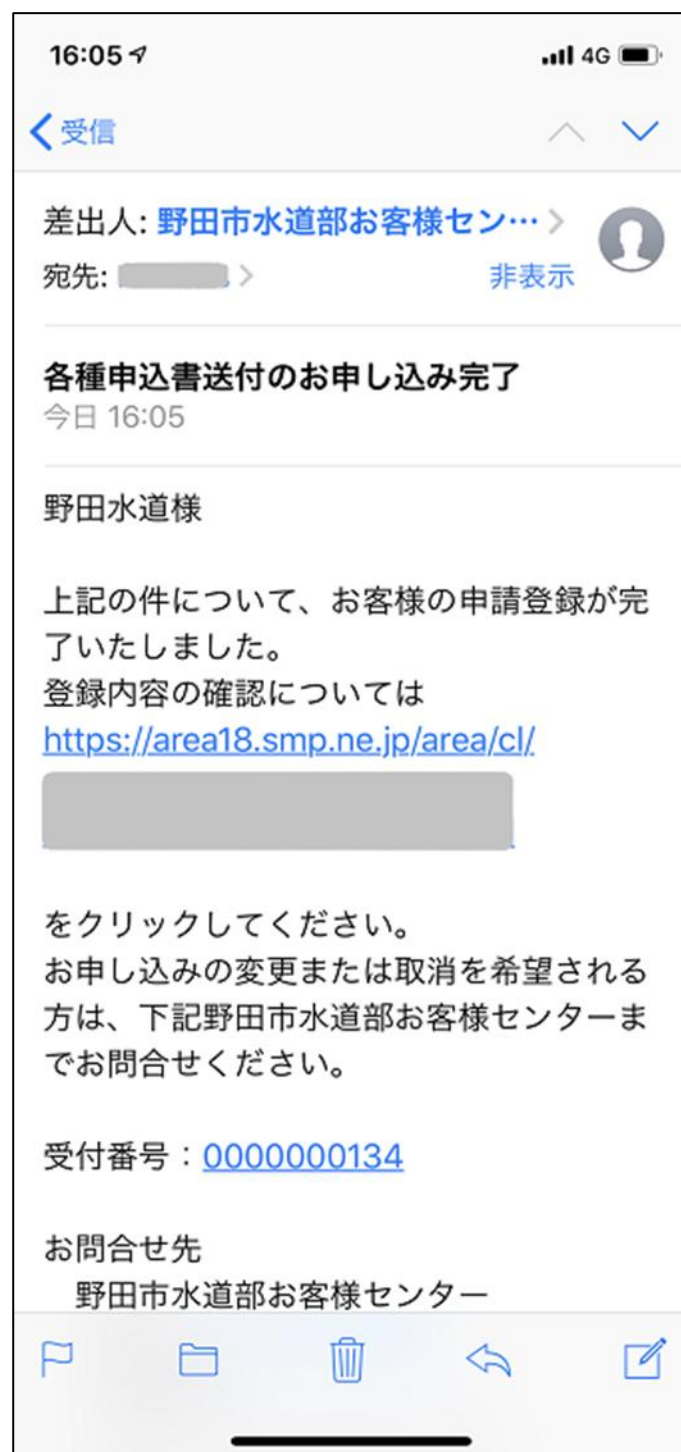 16:05
4G
受信
差出人: 野田市水道部お客様セン…
宛先:
非表示
各種申込書送付のお申し込み完了
今日 16:05
野田水道様
上記の件について、お客様の申請登録が完
了いたしました。
登録内容の確認については
https://area18.smp.ne.jp/area/cl/
をクリックしてください。
お申し込みの変更または取消を希望される
方は、下記野田市水道部お客様センターま
でお問合せください。
受付番号：0000000134
お問合せ先
野田市水道部お客様センター